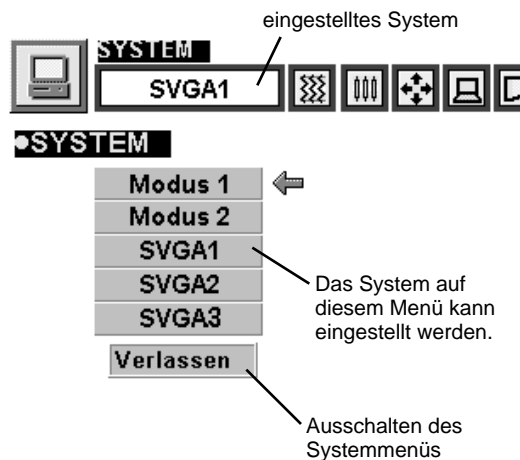 eingestelltes System
SYSTEM
SVGA1
●SYSTEM
Modus 1
Modus 2
SVGA1
SVGA2
SVGA3
Das System auf
diesem Menü kann
eingestellt werden.
Verlassen
Ausschalten des
Systemmenüs